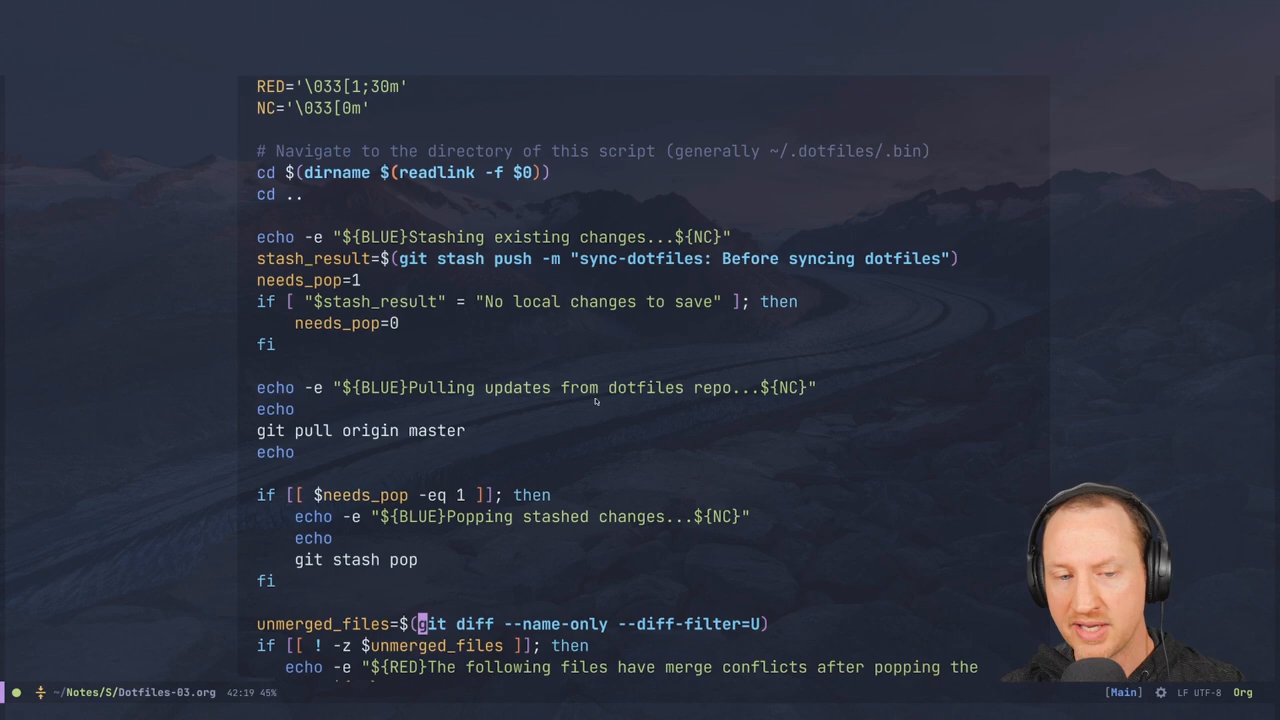 RED='\033[1;30m'
NC='\033[0m'
# Navigate to the directory of this script (generally ~/.dotfiles/.bin)
cd $(dirname $(readlink -f $0))
cd ..
echo -e "${BLUE}Stashing existing changes...${NC}"
stash_result=$(git stash push -m "sync-dotfiles: Before syncing dotfiles")
needs_pop=1
if [ "$stash_result" = "No local changes to save" ]; then
    needs_pop=0
fi
echo -e "${BLUE}Pulling updates from dotfiles repo...${NC}"
echo
git pull origin master
echo
if [[ $needs_pop -eq 1 ]]; then
    echo -e "${BLUE}Popping stashed changes...${NC}"
    echo
    git stash pop
fi
unmerged_files=$(git diff --name-only --diff-filter=U)
if [[ ! -z $unmerged_files ]]; then
   echo -e "${RED}The following files have merge conflicts after popping the
~/Notes/S/Dotfiles-03.org 42:19 45% [Main] LF UTF-8 Org